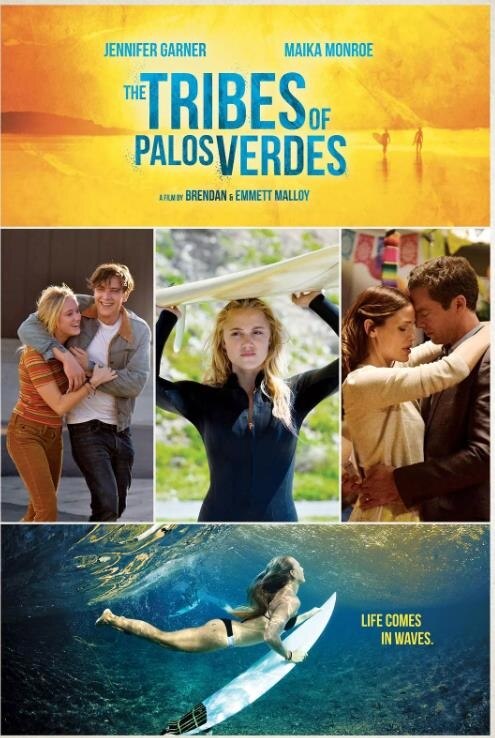 JENNIFER GARNER MAIKA MONROE
THE TRIBES OF
PALOS VERDES
A FILM BY BRENDAN & EMMETT MALLOY
LIFE COMES
IN WAVES.